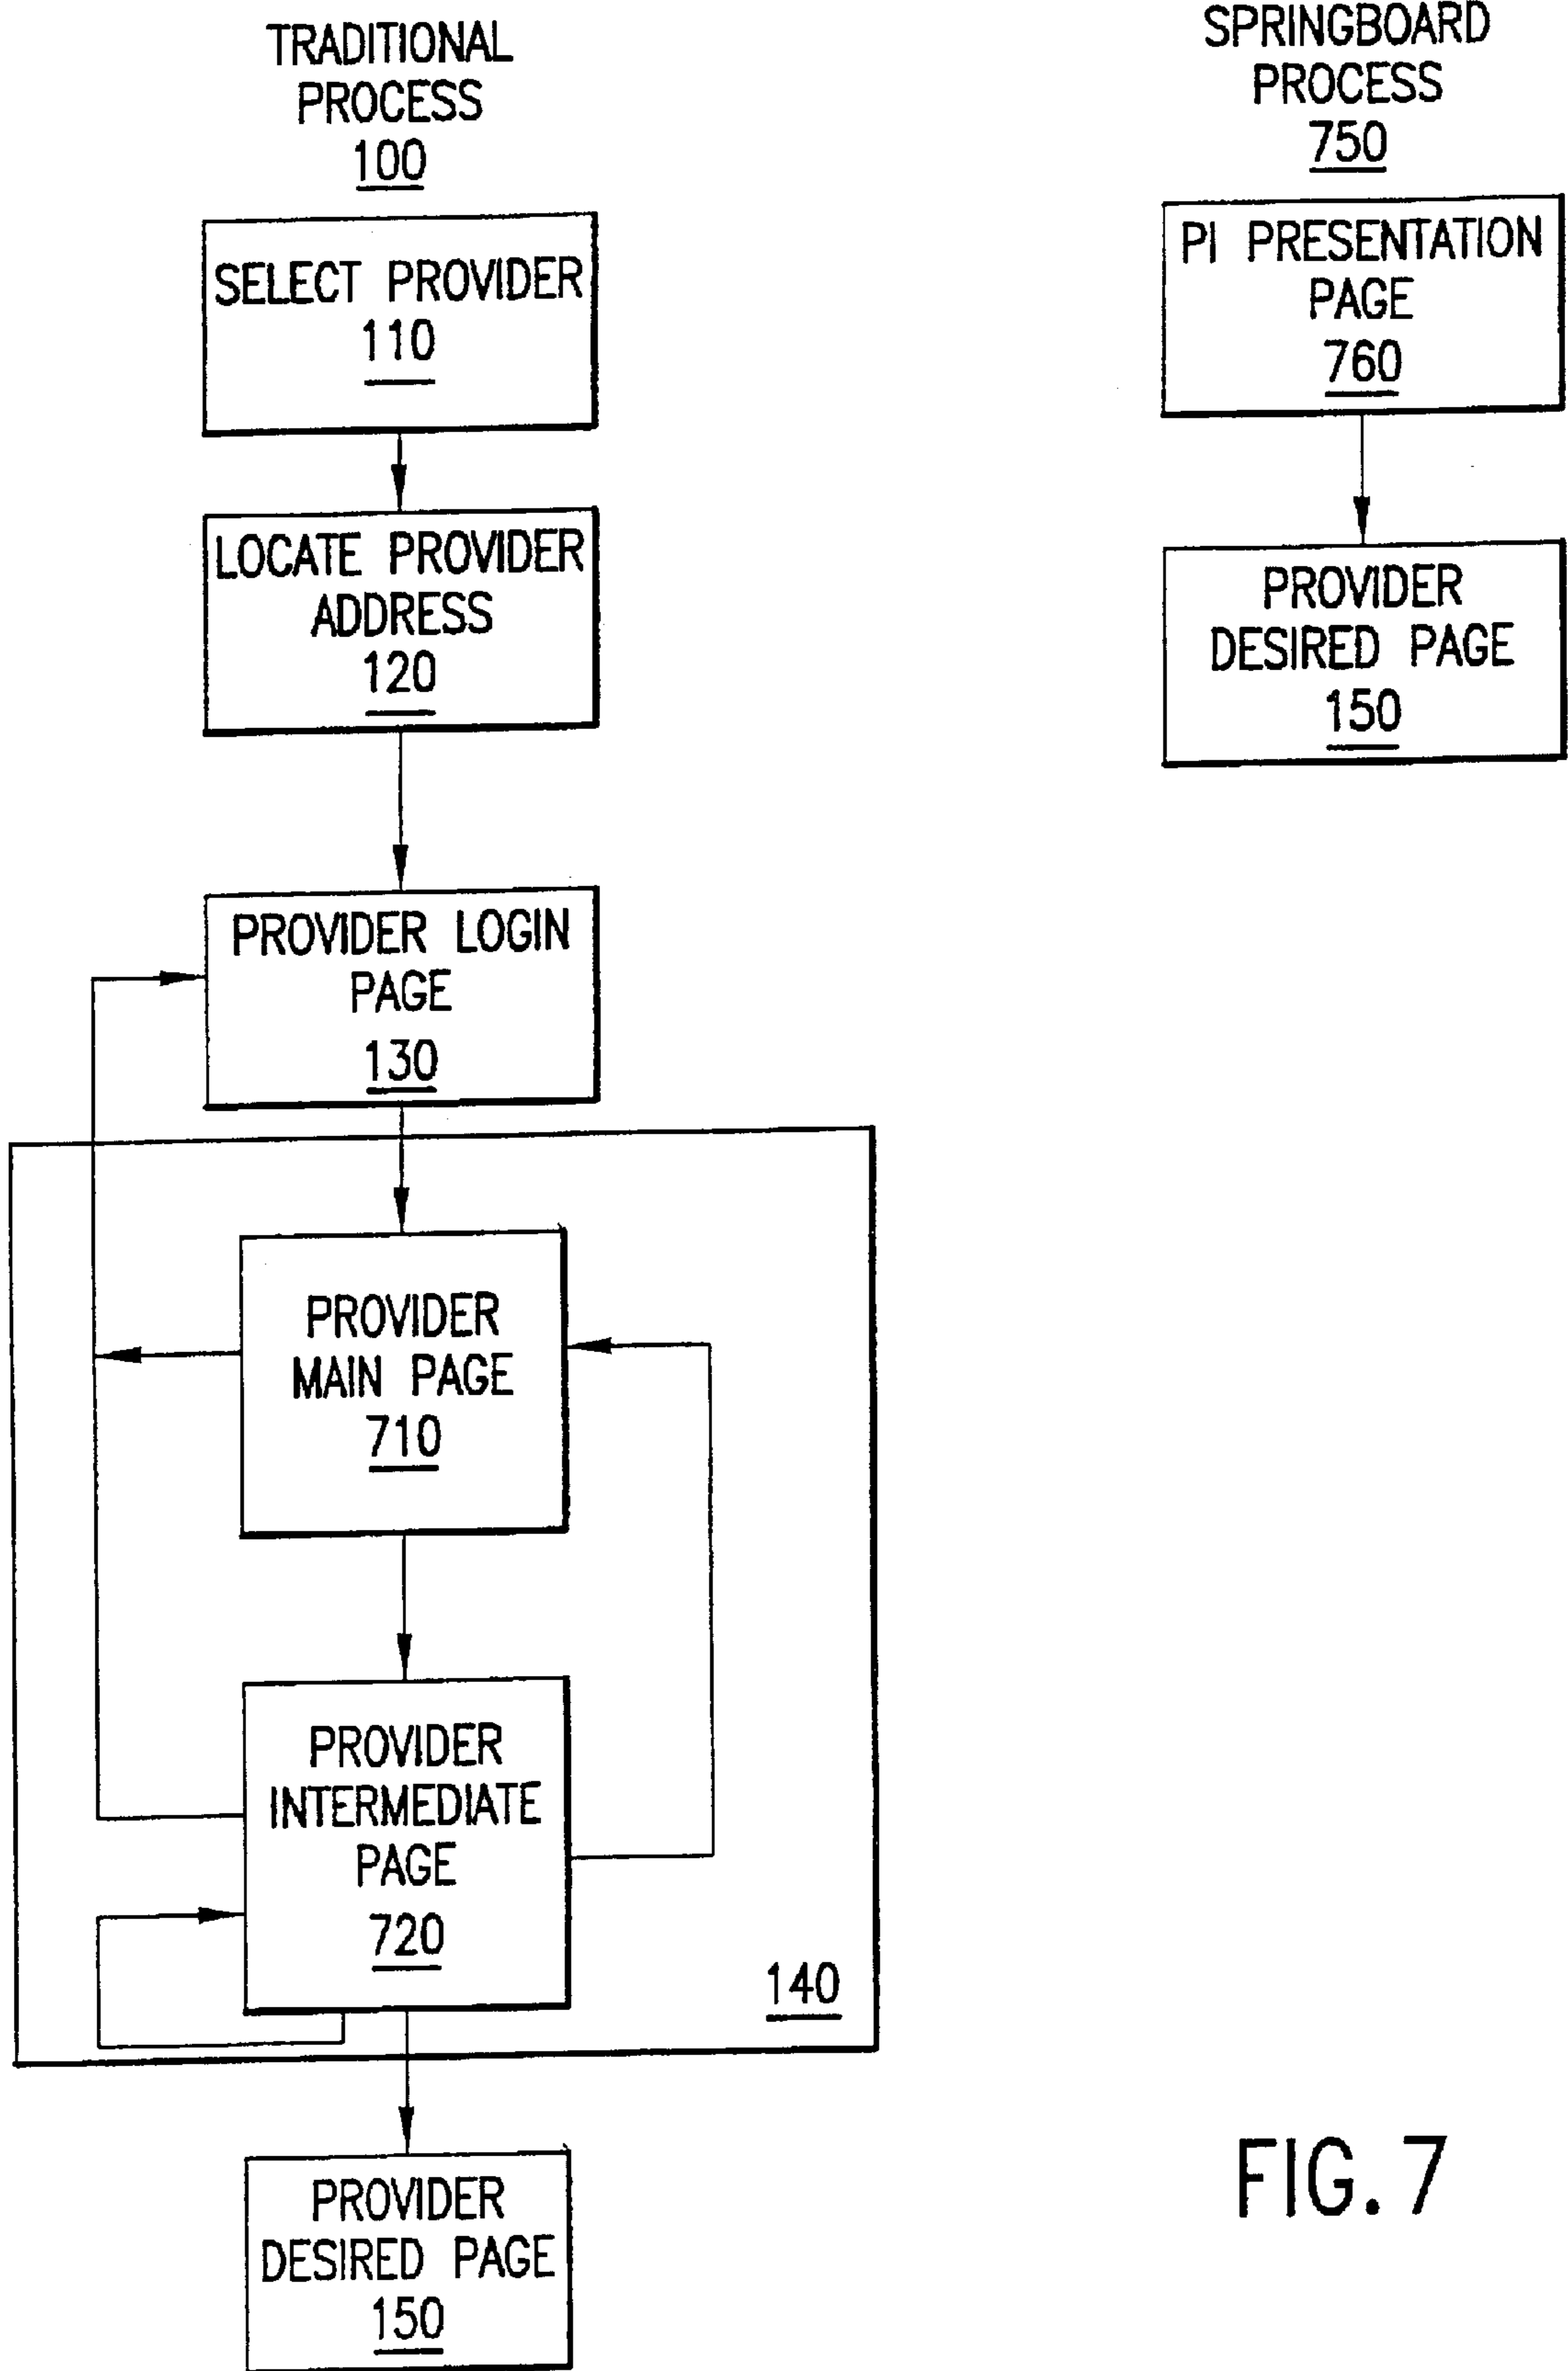 TRADITIONAL
PROCESS
100
SELECT PROVIDER
110
LOCATE PROVIDER
ADDRESS
120
PROVIDER LOGIN
PAGE
130
PROVIDER
MAIN PAGE
710
PROVIDER
INTERMEDIATE
PAGE
720
140
PROVIDER
DESIRED PAGE
150
SPRINGBOARD
PROCESS
750
PI PRESENTATION
PAGE
760
PROVIDER
DESIRED PAGE
150
FIG. 7